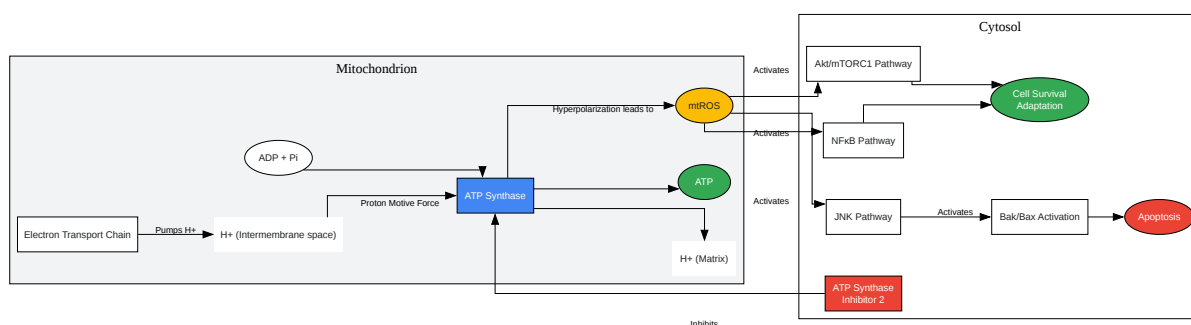 Cytosol
Mitochondrion
Activates
Akt/mTORC1 Pathway
Cell Survival
Adaptation
mtROS
Hyperpolarization leads to
Activates
NFκB Pathway
ADP + Pi
ATP
ATP Synthase
Proton Motive Force
Activates
JNK Pathway
Activates
Bak/Bax Activation
Apoptosis
Electron Transport Chain
Pumps H+
H+ (Intermembrane space)
H+ (Matrix)
ATP Synthase
Inhibitor 2
Inhibits